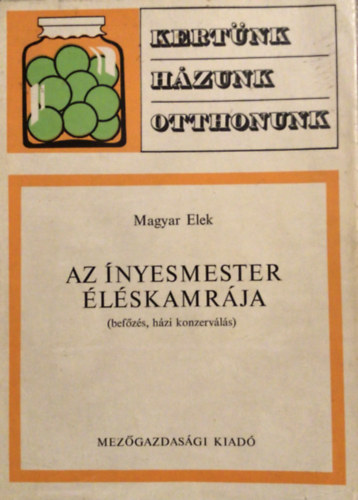 KERTÜNK
HÁZUNK
OTTHONUNK
Magyar Elek
AZ ÍNYESMESTER
ÉLÉSKAMRÁJA
(befőzés, házi konzerválás)
MEZŐGAZDASÁGI KIADÓ